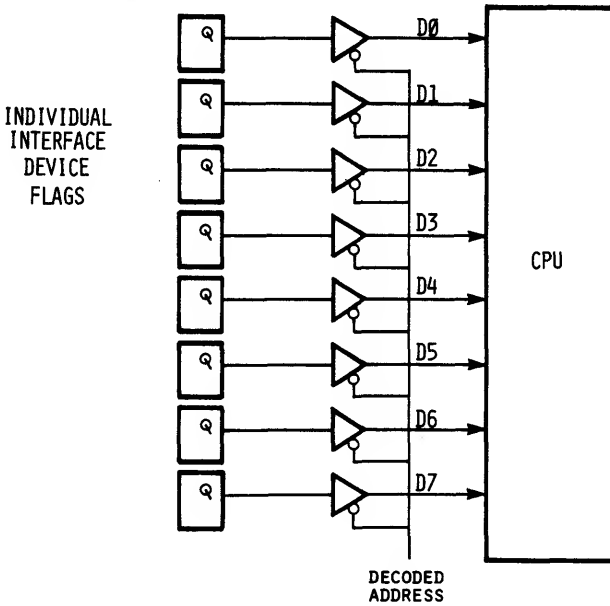 INDIVIDUAL
INTERFACE
DEVICE
FLAGS
Q
Q
Q
Q
Q
Q
Q
Q
DØ
D1
D2
D3
D4
D5
D6
D7
CPU
DECODED
ADDRESS